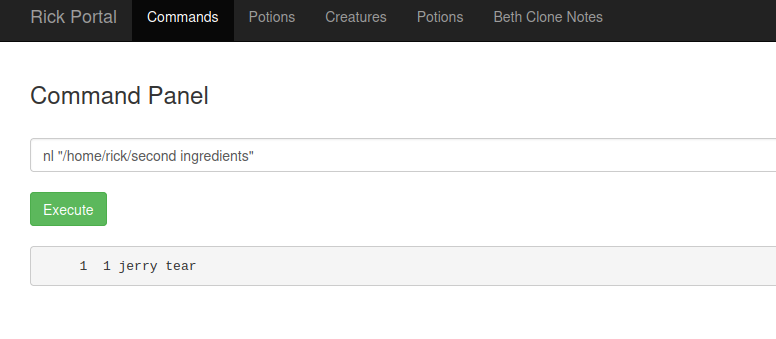 Rick Portal Commands Potions Creatures Potions Beth Clone Notes
Command Panel
nl "/home/rick/second ingredients"
Execute
1 1 jerry tear